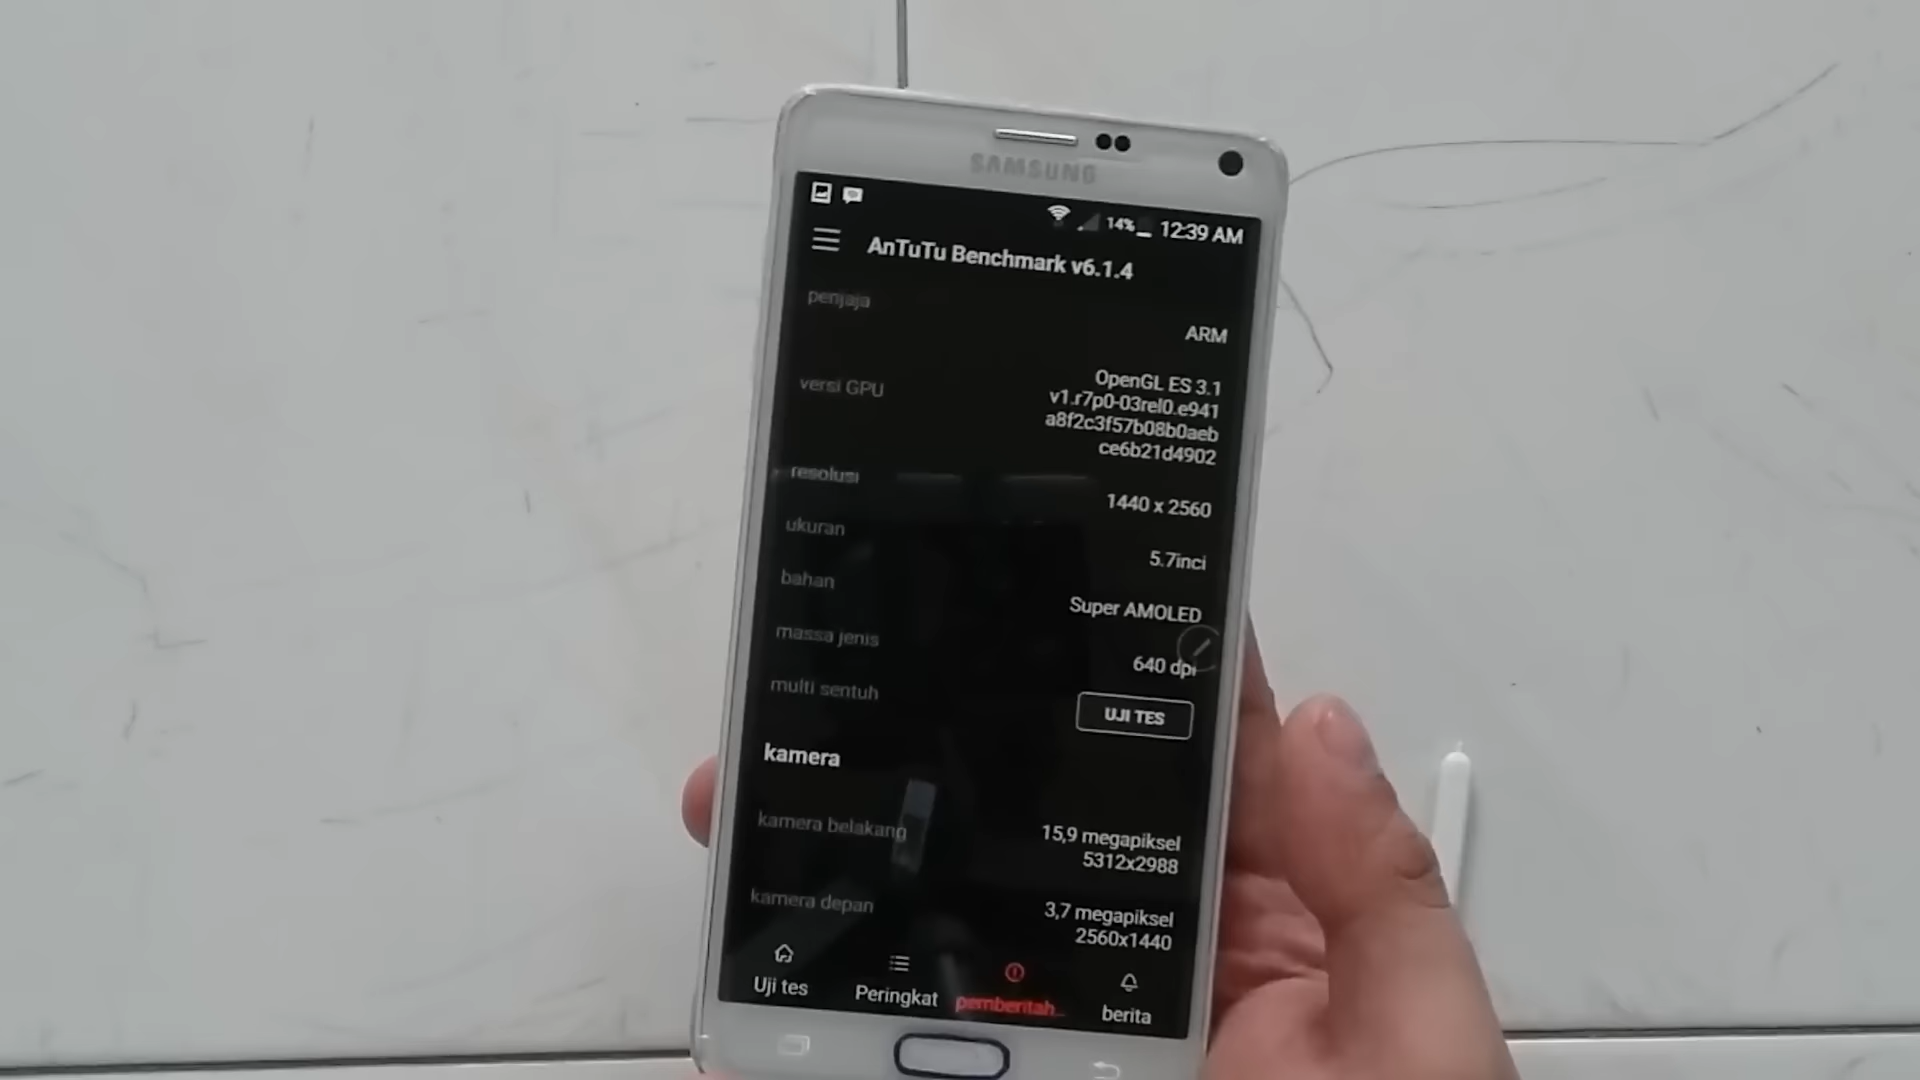 SAMSUNG
14% 12:39 AM
AnTuTu Benchmark v6.1.4
penjaja
ARM
versi GPU
OpenGL ES 3.1
v1.r7p0-03rel0.e941
a8f2c3f57b08b0aeb
ce6b21d4902
resolusi
1440 x 2560
ukuran
5.7inci
bahan
Super AMOLED
massa jenis
640 dpi
multi sentuh
UJI TES
kamera
kamera belakang
15,9 megapiksel
5312x2988
kamera depan
3,7 megapiksel
2560x1440
Uji tes
Peringkat
pemberitah...
berita